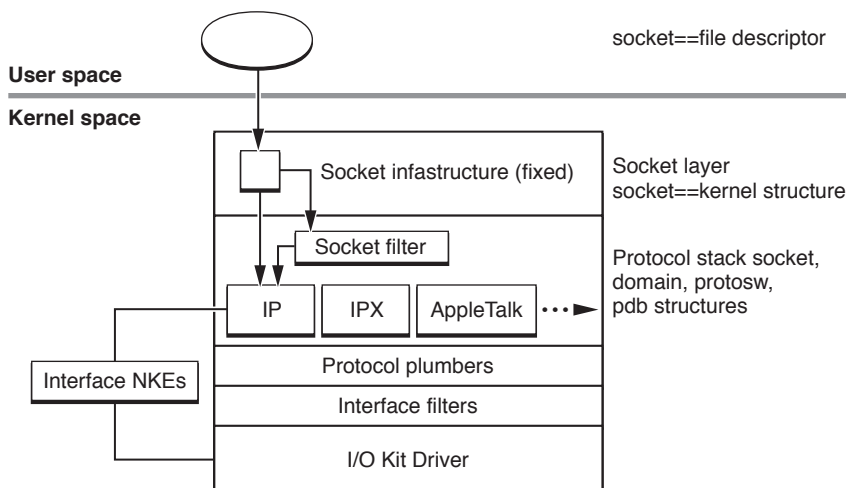 socket==file descriptor
User space
Kernel space
Socket infastructure (fixed)
Socket layer
socket==kernel structure
Socket filter
Protocol stack socket,
domain, protosw,
pdb structures
IP
IPX
AppleTalk
Protocol plumbers
Interface NKEs
Interface filters
I/O Kit Driver